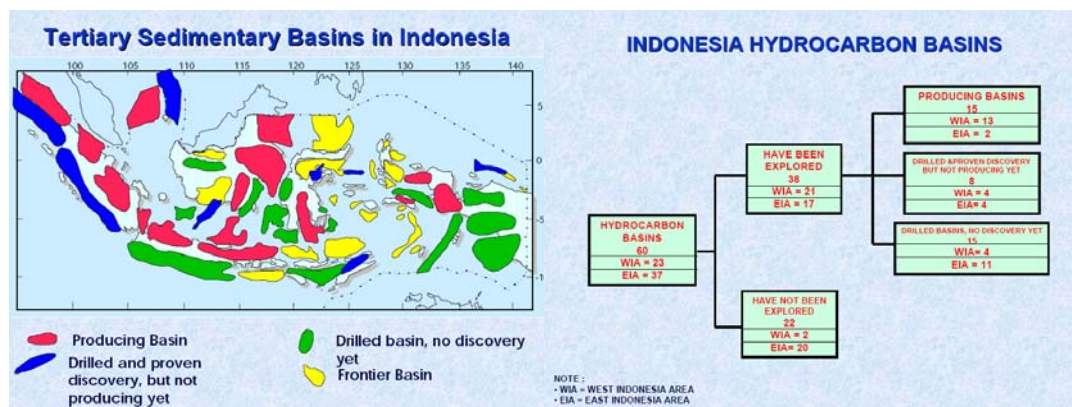 Tertiary Sedimentary Basins in Indonesia
100 105 110 115 120 125 130 135 140
5
0
-5
-10
Producing Basin
Drilled and proven
discovery, but not
producing yet
Drilled basin, no discovery
yet
Frontier Basin
INDONESIA HYDROCARBON BASINS
HYDROCARBON
BASINS
60
WIA = 23
EIA = 37
HAVE BEEN
EXPLORED
38
WIA = 21
EIA = 17
HAVE NOT BEEN
EXPLORED
22
WIA = 2
EIA= 20
PRODUCING BASINS
15
WIA = 13
EIA = 2
DRILLED &PROVEN DISCOVERY
BUT NOT PRODUCING YET
8
WIA = 4
EIA= 4
DRILLED BASINS, NO DISCOVERY YET
15
WIA= 4
EIA = 11
NOTE :
• WIA = WEST INDONESIA AREA
• EIA = EAST INDONESIA AREA